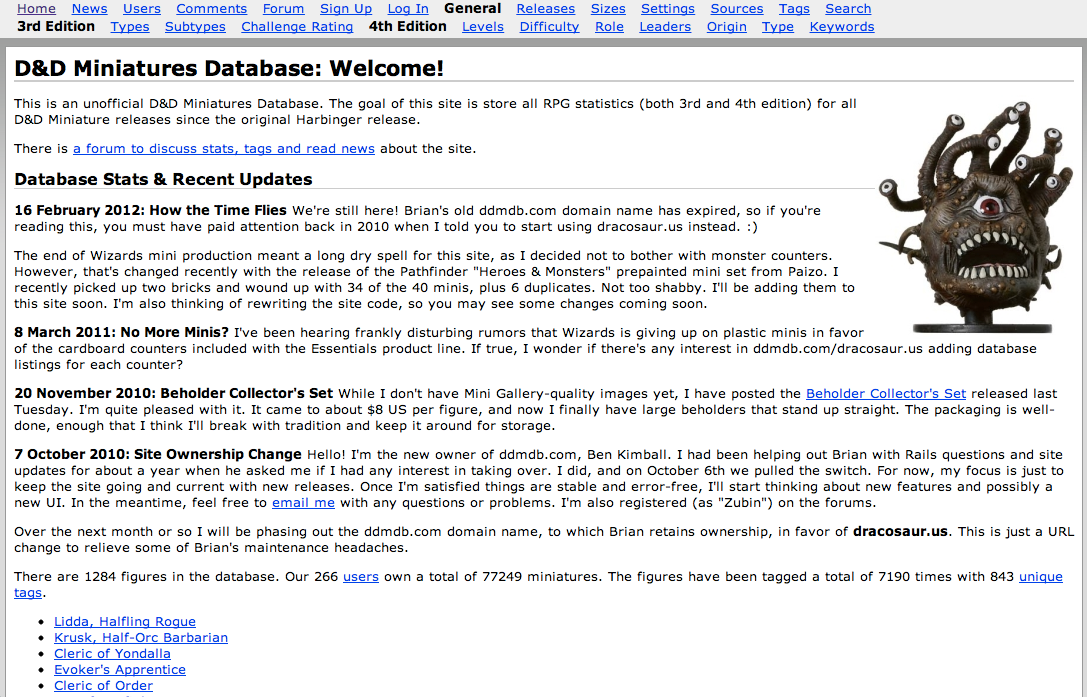 Home News Users Comments Forum Sign Up Log In General Releases Sizes Settings Sources Tags Search
3rd Edition Types Subtypes Challenge Rating 4th Edition Levels Difficulty Role Leaders Origin Type Keywords
D&D Miniatures Database: Welcome!
This is an unofficial D&D Miniatures Database. The goal of this site is store all RPG statistics (both 3rd and 4th edition) for all
D&D Miniature releases since the original Harbinger release.
There is a forum to discuss stats, tags and read news about the site.
Database Stats & Recent Updates
16 February 2012: How the Time Flies We're still here! Brian's old ddmdb.com domain name has expired, so if you're
reading this, you must have paid attention back in 2010 when I told you to start using dracosaur.us instead. :)
The end of Wizards mini production meant a long dry spell for this site, as I decided not to bother with monster counters.
However, that's changed recently with the release of the Pathfinder "Heroes & Monsters" prepainted mini set from Paizo. I
recently picked up two bricks and wound up with 34 of the 40 minis, plus 6 duplicates. Not too shabby. I'll be adding them to
this site soon. I'm also thinking of rewriting the site code, so you may see some changes coming soon.
8 March 2011: No More Minis? I've been hearing frankly disturbing rumors that Wizards is giving up on plastic minis in favor
of the cardboard counters included with the Essentials product line. If true, I wonder if there's any interest in ddmdb.com/dracosaur.us adding database
listings for each counter?
20 November 2010: Beholder Collector's Set While I don't have Mini Gallery-quality images yet, I have posted the Beholder Collector's Set released last
Tuesday. I'm quite pleased with it. It came to about $8 US per figure, and now I finally have large beholders that stand up straight. The packaging is well-
done, enough that I think I'll break with tradition and keep it around for storage.
7 October 2010: Site Ownership Change Hello! I'm the new owner of ddmdb.com, Ben Kimball. I had been helping out Brian with Rails questions and site
updates for about a year when he asked me if I had any interest in taking over. I did, and on October 6th we pulled the switch. For now, my focus is just to
keep the site going and current with new releases. Once I'm satisfied things are stable and error-free, I'll start thinking about new features and possibly a
new UI. In the meantime, feel free to email me with any questions or problems. I'm also registered (as "Zubin") on the forums.
Over the next month or so I will be phasing out the ddmdb.com domain name, to which Brian retains ownership, in favor of dracosaur.us. This is just a URL
change to relieve some of Brian's maintenance headaches.
There are 1284 figures in the database. Our 266 users own a total of 77249 miniatures. The figures have been tagged a total of 7190 times with 843 unique
tags.
Lidda, Halfling Rogue
Krusk, Half-Orc Barbarian
Cleric of Yondalla
Evoker's Apprentice
Cleric of Order